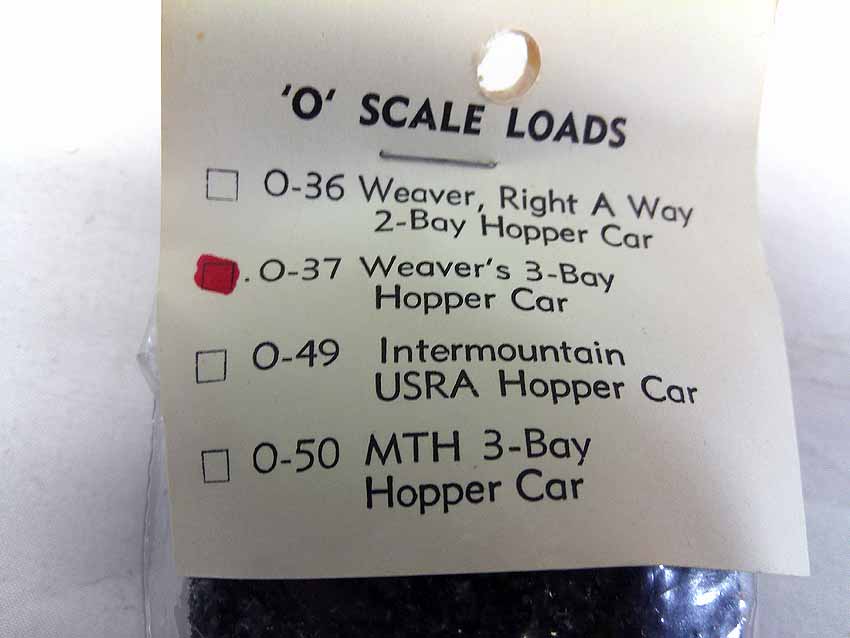 'O' SCALE LOADS
O-36 Weaver, Right A Way
2-Bay Hopper Car
. O-37 Weaver's 3-Bay
Hopper Car
O-49 Intermountain
USRA Hopper Car
O-50 MTH 3-Bay
Hopper Car